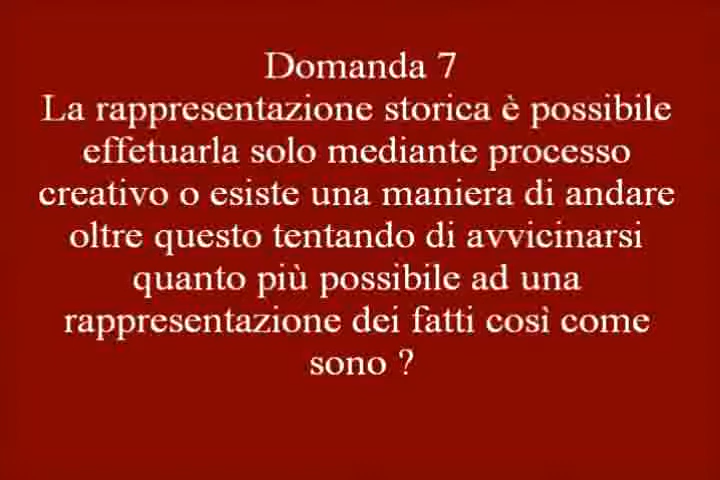 Domanda 7
La rappresentazione storica è possibile
effetuarla solo mediante processo
creativo o esiste una maniera di andare
oltre questo tentando di avvicinarsi
quanto più possibile ad una
rappresentazione dei fatti così come
sono ?